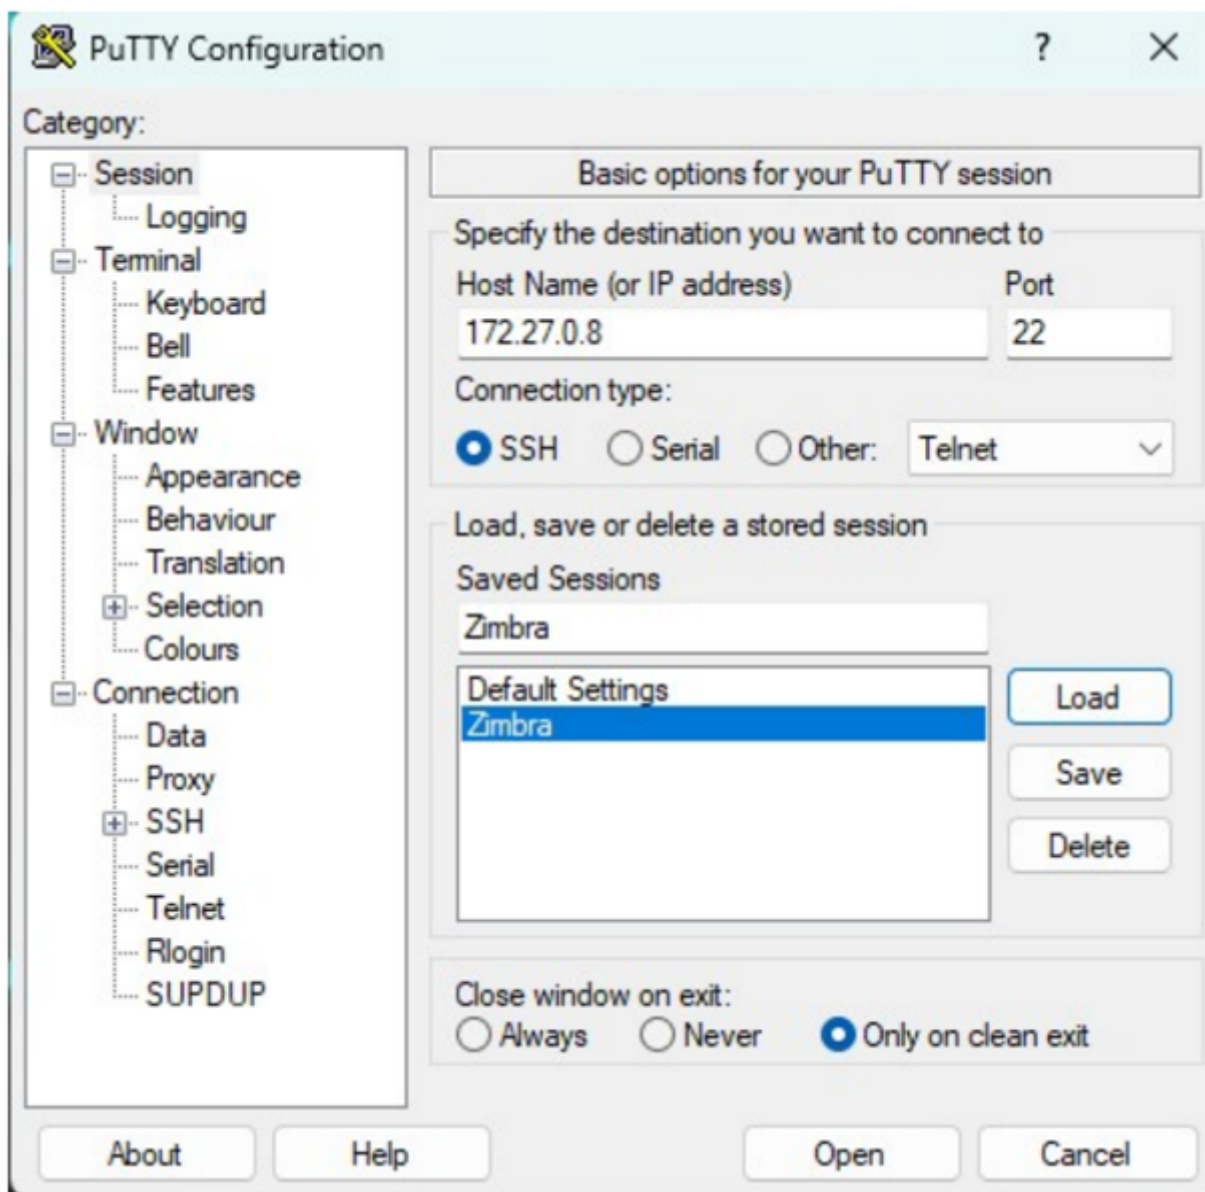 PuTTY Configuration ?
Category:
Session
Logging
Terminal
Keyboard
Bell
Features
Window
Appearance
Behaviour
Translation
Selection
Colours
Connection
Data
Proxy
SSH
Serial
Telnet
Rlogin
SUPDUP
Basic options for your PuTTY session
Specify the destination you want to connect to
Host Name (or IP address) Port
172.27.0.8 22
Connection type:
SSH Serial Other: Telnet
Load, save or delete a stored session
Saved Sessions
Zimbra
Default Settings
Zimbra
Load
Save
Delete
Close window on exit:
Always Never Only on clean exit
About Help Open Cancel